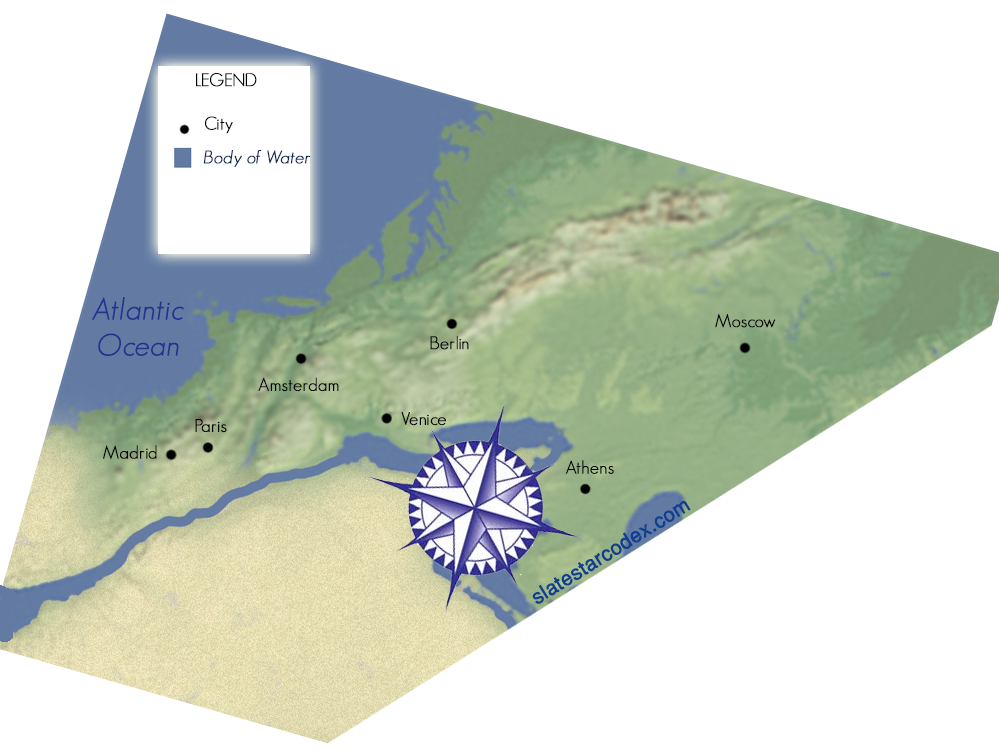 LEGEND
City
Body of Water
Atlantic
Ocean
Moscow
Berlin
Amsterdam
Venice
Paris
Madrid
Athens
slatestarcodex.com